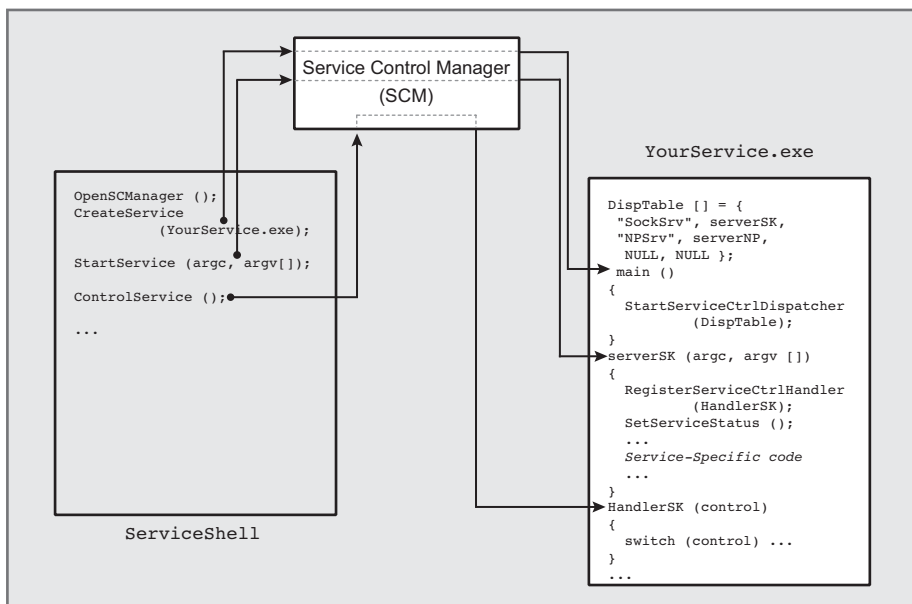 Service Control Manager
(SCM)
OpenSCManager ();
CreateService
(YourService.exe);
StartService (argc, argv[]);
ControlService ();
...
ServiceShell
YourService.exe
DispTable [] = {
"SockSrv", serverSK,
"NPSrv", serverNP,
NULL, NULL };
main ()
{
StartServiceCtrlDispatcher
(DispTable);
}
serverSK (argc, argv [])
{
RegisterServiceCtrlHandler
(HandlerSK);
SetServiceStatus ();
...
Service-Specific code
...
}
HandlerSK (control)
{
switch (control) ...
}
...